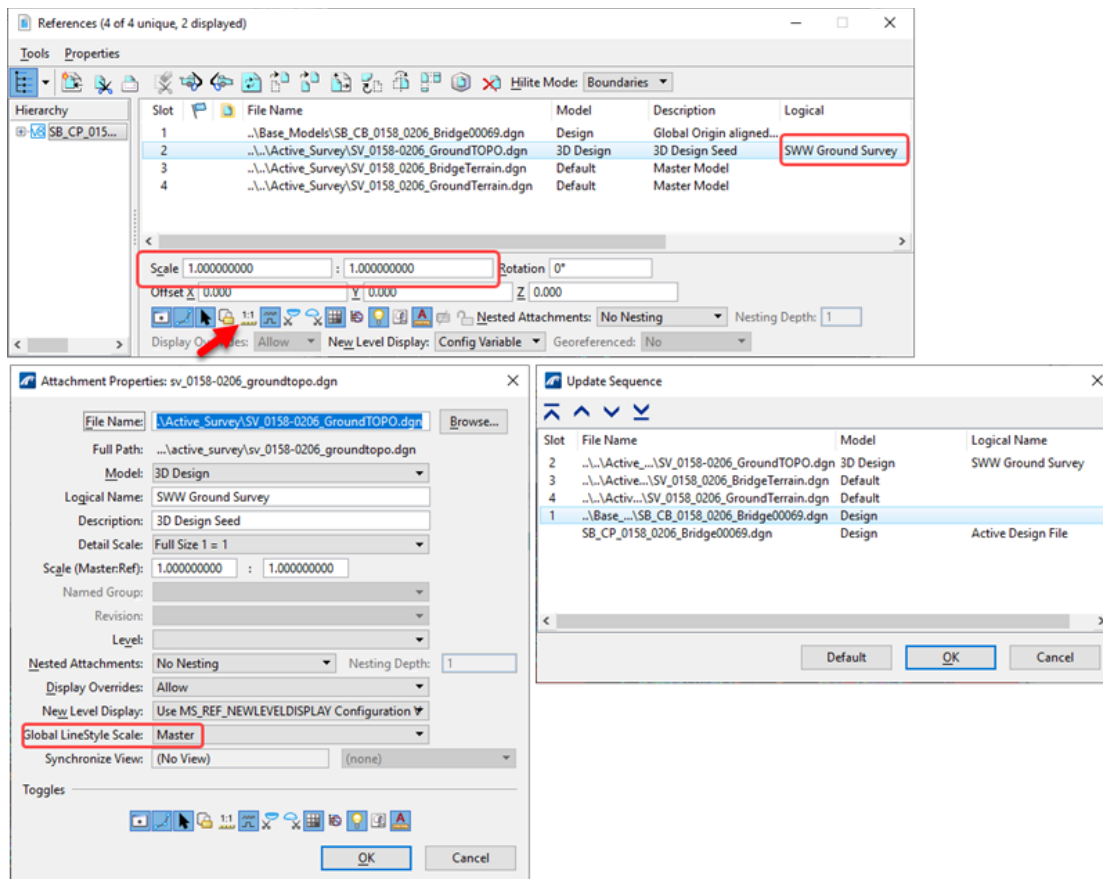 References (4 of 4 unique, 2 displayed)
Tools Properties
Hilite Mode: Boundaries
Hierarchy Slot File Name Model Description Logical
SB_CP_015...
1 ..\Base_Models\SB_CB_0158_0206_Bridge00069.dgn Design Global Origin aligned...
2 ..\..\Active_Survey\SV_0158-0206_GroundTOPO.dgn 3D Design 3D Design Seed SWW Ground Survey
3 ..\..\Active_Survey\SV_0158_0206_BridgeTerrain.dgn Default Master Model
4 ..\..\Active_Survey\SV_0158_0206_GroundTerrain.dgn Default Master Model
Scale 1.000000000 : 1.000000000 Rotation 0°
Offset X 0.000 Y 0.000 Z 0.000
1:1 Nested Attachments: No Nesting Nesting Depth: 1
Display Allow New Level Display: Config Variable Georeferenced: No
Attachment Properties: sv_0158-0206_groundtopo.dgn
File Name: .\Active_Survey\SV_0158-0206_GroundTOPO.dgn Browse...
Full Path: ...\active_survey\sv_0158-0206_groundtopo.dgn
Model: 3D Design
Logical Name: SWW Ground Survey
Description: 3D Design Seed
Detail Scale: Full Size 1 = 1
Scale (Master:Ref): 1.000000000 : 1.000000000
Named Group:
Revision:
Level:
Nested Attachments: No Nesting Nesting Depth: 1
Display Overrides: Allow
New Level Display: Use MS_REF_NEWLEVELDISPLAY Configuration
Global LineStyle Scale: Master
Synchronize View: (No View) (none)
Toggles
1:1
OK Cancel
Update Sequence
Slot File Name Model Logical Name
2 ..\..\Active_...\SV_0158-0206_GroundTOPO.dgn 3D Design SWW Ground Survey
3 ..\..\Active...\SV_0158_0206_BridgeTerrain.dgn Default
4 ..\..\Activ...\SV_0158_0206_GroundTerrain.dgn Default
1 ..\Base_...\SB_CB_0158_0206_Bridge00069.dgn Design
SB_CP_0158_0206_Bridge00069.dgn Design Active Design File
Default OK Cancel